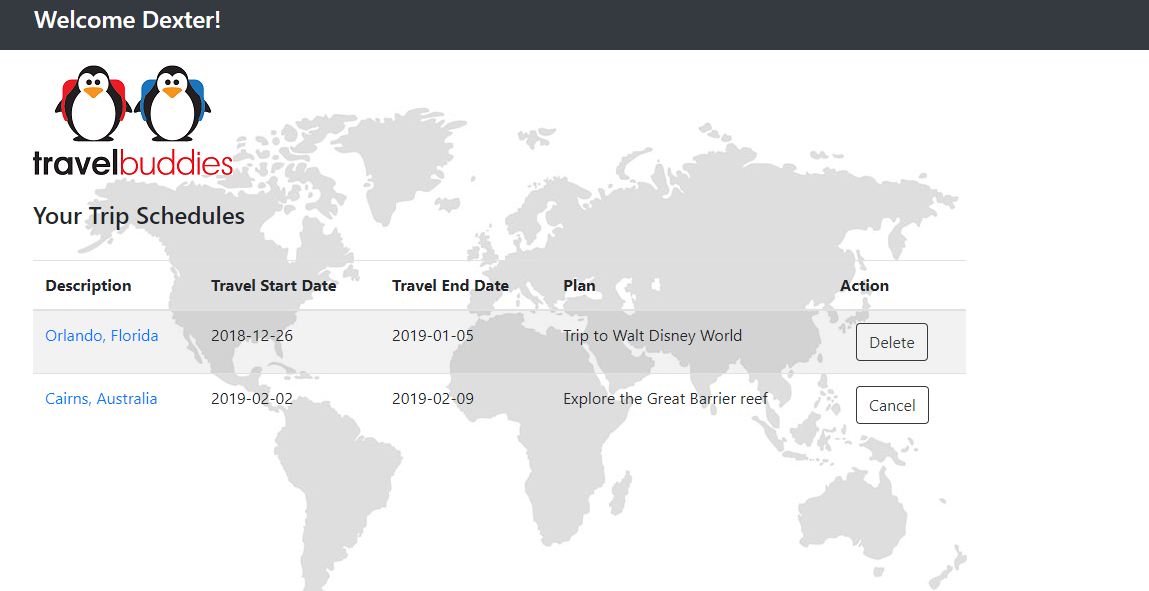 Welcome Dexter!
travelbuddies
Your Trip Schedules
Description Travel Start Date Travel End Date Plan Action
Orlando, Florida 2018-12-26 2019-01-05 Trip to Walt Disney World Delete
Cairns, Australia 2019-02-02 2019-02-09 Explore the Great Barrier reef Cancel